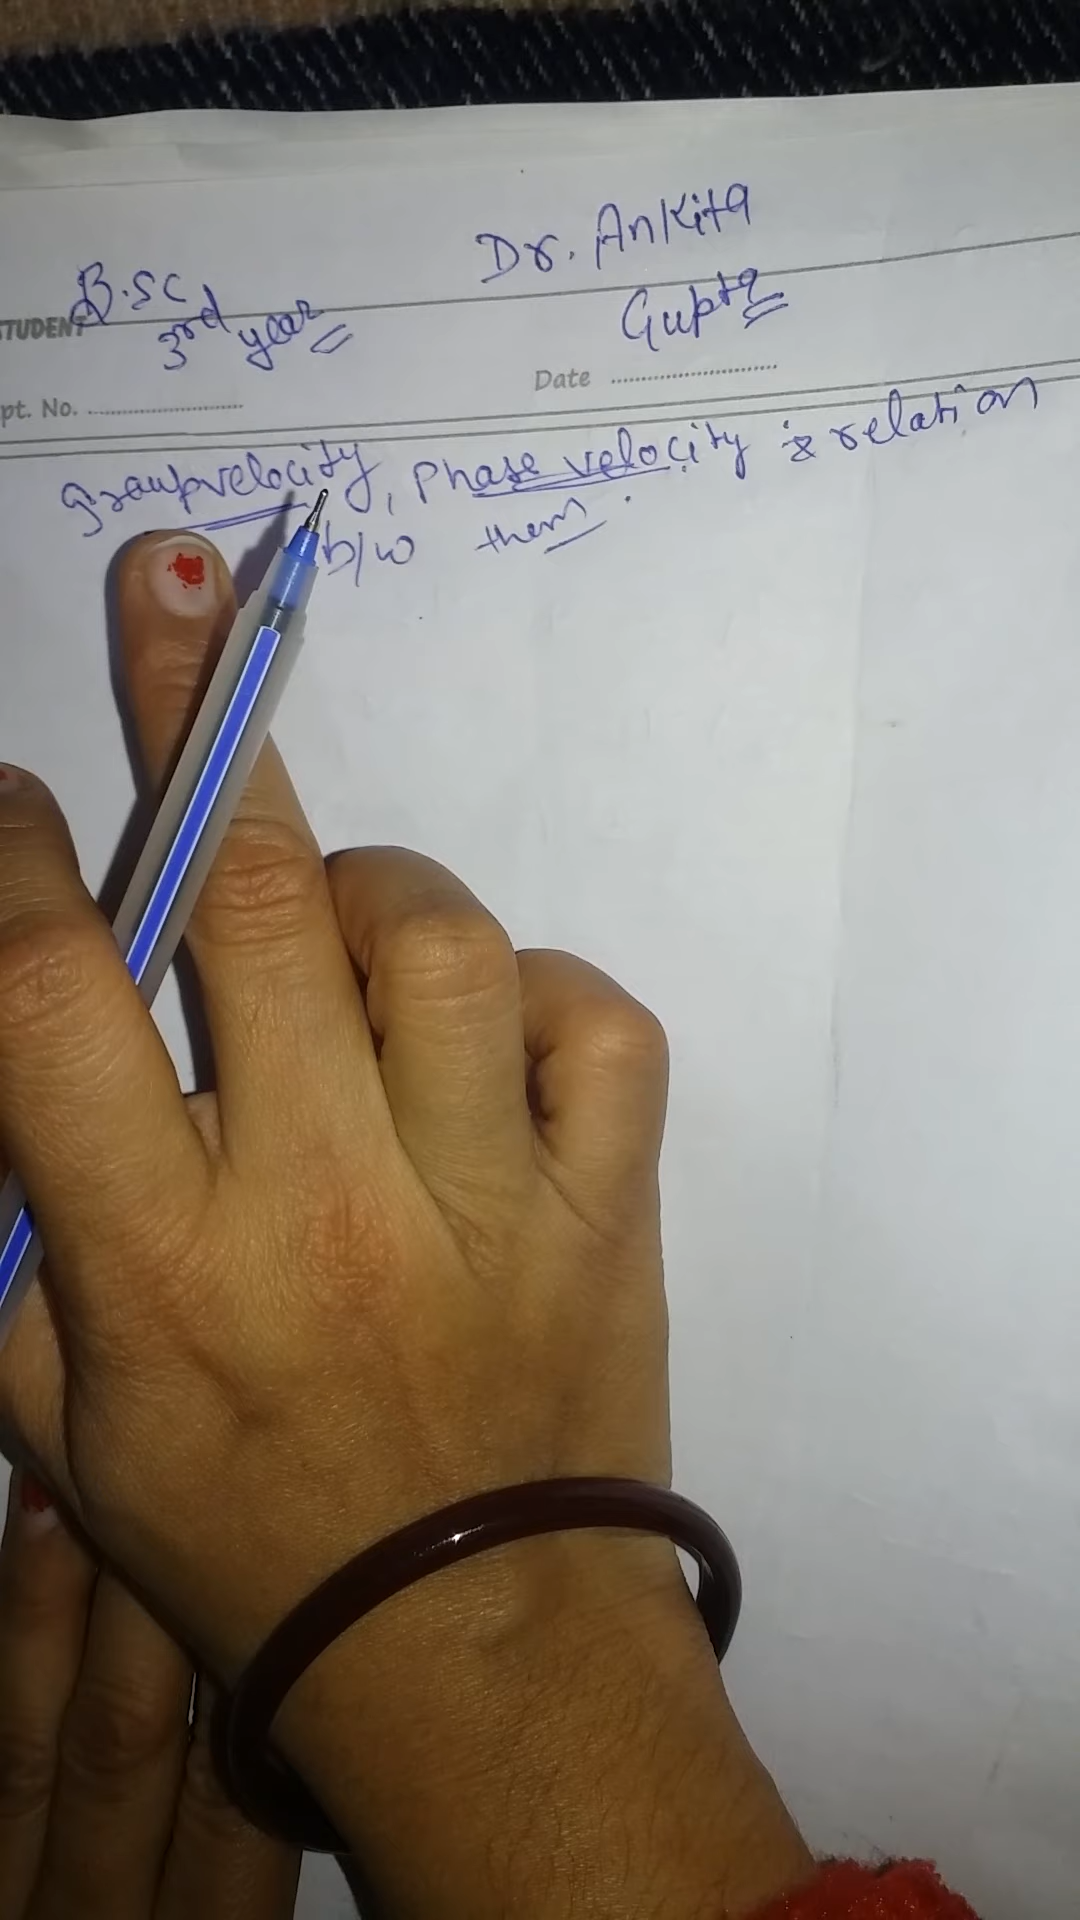 B.SC Dr. Ankita
3rd year Gupta
STUDENT
pt. No. ........................ Date ........................
Group velocity, Phase velocity & relation
b/w them.